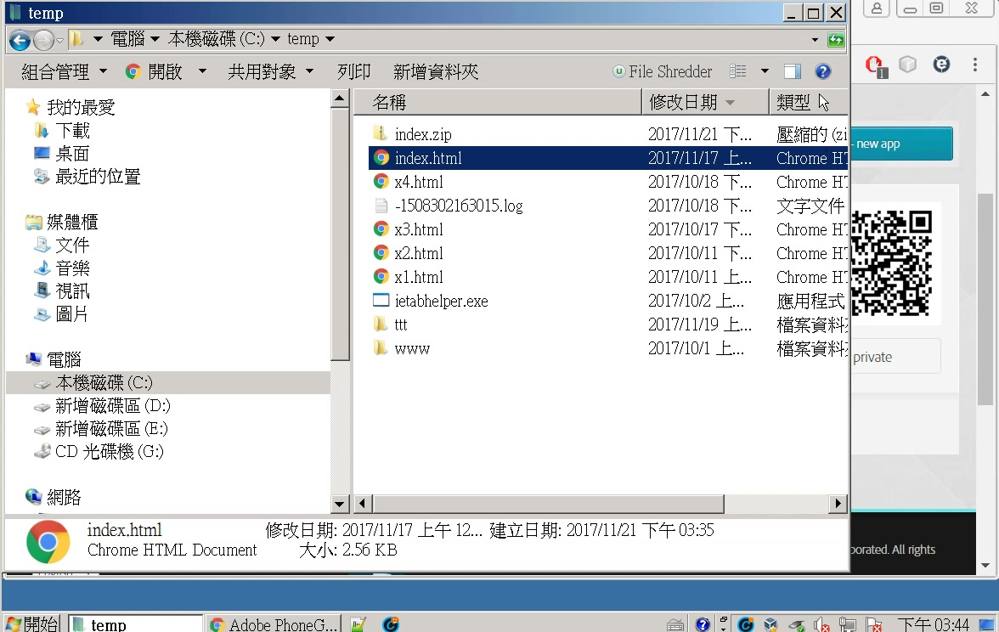 temp
電腦 本機磁碟 (C:) temp
組合管理 開啟 共用對象 列印 新增資料夾 File Shredder
1
我的最愛
下載
桌面
最近的位置
媒體櫃
文件
音樂
視訊
圖片
電腦
本機磁碟 (C:)
新增磁碟區 (D:)
新增磁碟區 (E:)
CD 光碟機 (G:)
網路
名稱 修改日期 類型
index.zip 2017/11/21 下... 壓縮的 (zi
index.html 2017/11/17 上... Chrome HT
x4.html 2017/10/18 下... Chrome HT
-1508302163015.log 2017/10/18 下... 文字文件
x3.html 2017/10/17 下... Chrome HT
x2.html 2017/10/11 下... Chrome HT
x1.html 2017/10/11 上... Chrome HT
ietabhelper.exe 2017/10/2 上... 應用程式
ttt 2017/11/19 上... 檔案資料夾
www 2017/10/1 上... 檔案資料夾
new app
private
index.html 修改日期: 2017/11/17 上午 12... 建立日期: 2017/11/21 下午 03:35
Chrome HTML Document 大小: 2.56 KB
porated. All rights
開始 temp Adobe PhoneG... 下午 03:44